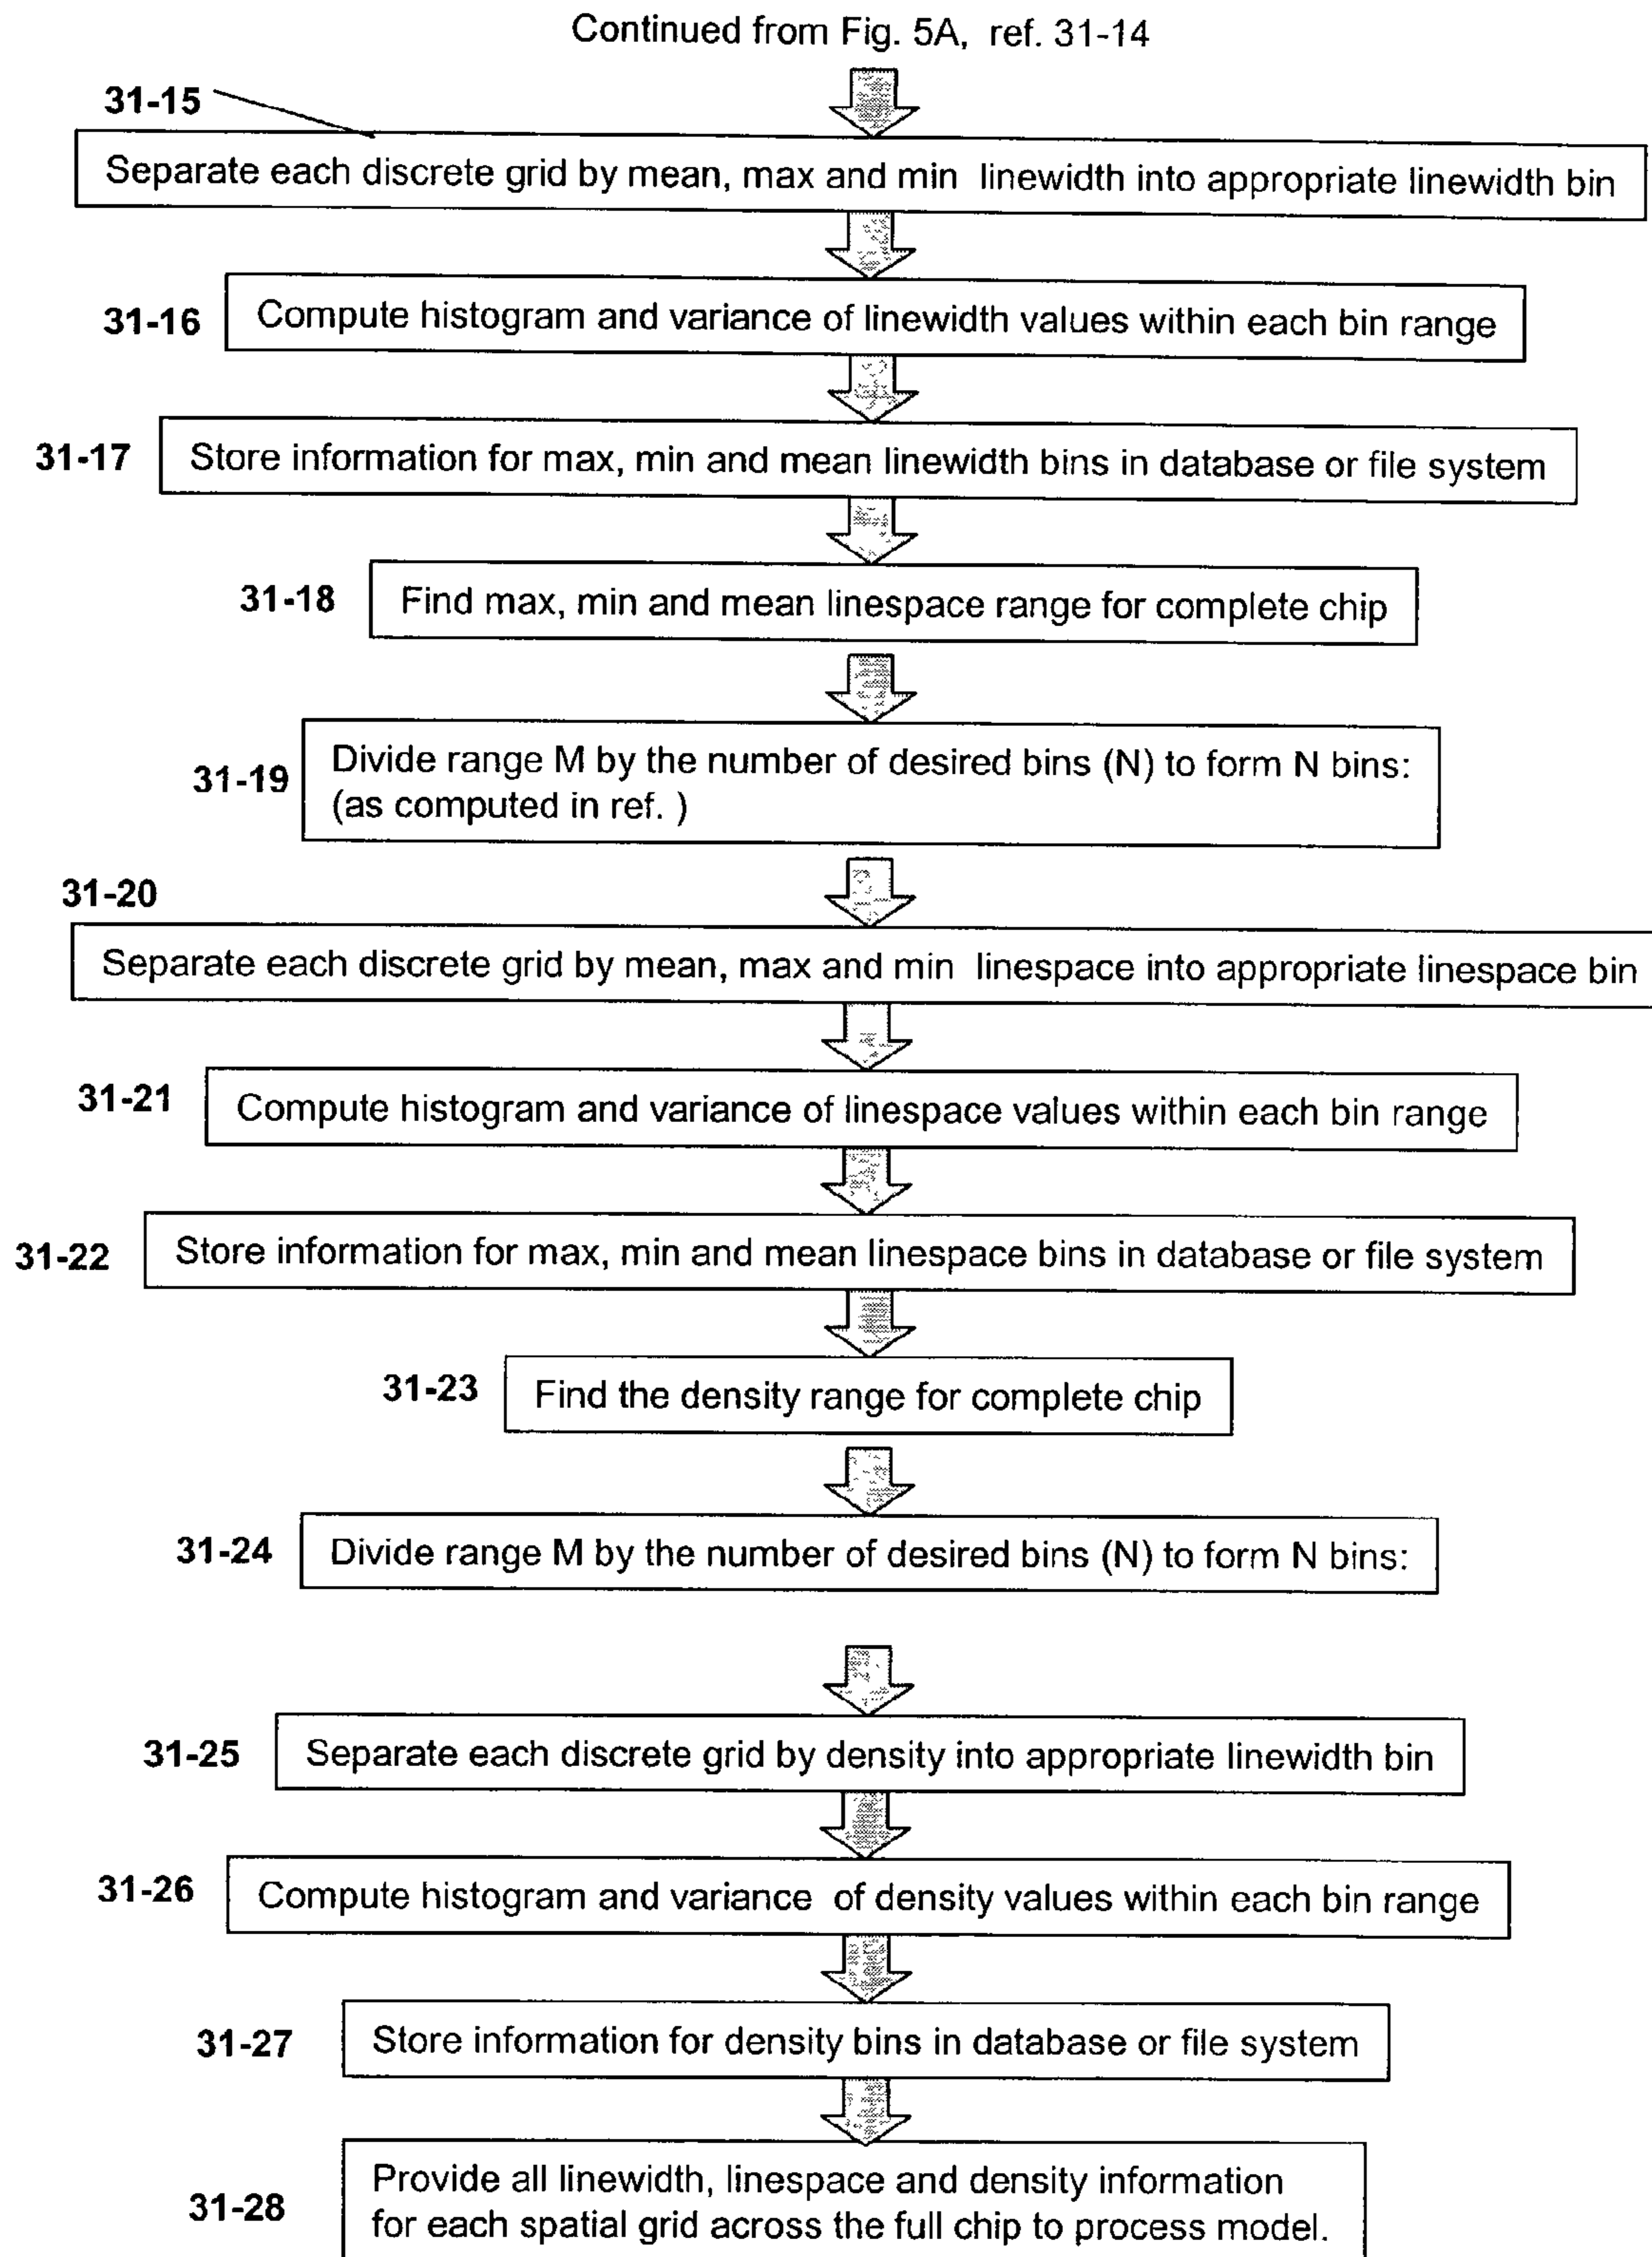 Continued from Fig. 5A, ref. 31-14
31-15
Separate each discrete grid by mean, max and min linewidth into appropriate linewidth bin
31-16
Compute histogram and variance of linewidth values within each bin range
31-17
Store information for max, min and mean linewidth bins in database or file system
31-18
Find max, min and mean linespace range for complete chip
31-19
Divide range M by the number of desired bins (N) to form N bins:
(as computed in ref. )
31-20
Separate each discrete grid by mean, max and min linespace into appropriate linespace bin
31-21
Compute histogram and variance of linespace values within each bin range
31-22
Store information for max, min and mean linespace bins in database or file system
31-23
Find the density range for complete chip
31-24
Divide range M by the number of desired bins (N) to form N bins:
31-25
Separate each discrete grid by density into appropriate linewidth bin
31-26
Compute histogram and variance of density values within each bin range
31-27
Store information for density bins in database or file system
31-28
Provide all linewidth, linespace and density information
for each spatial grid across the full chip to process model.